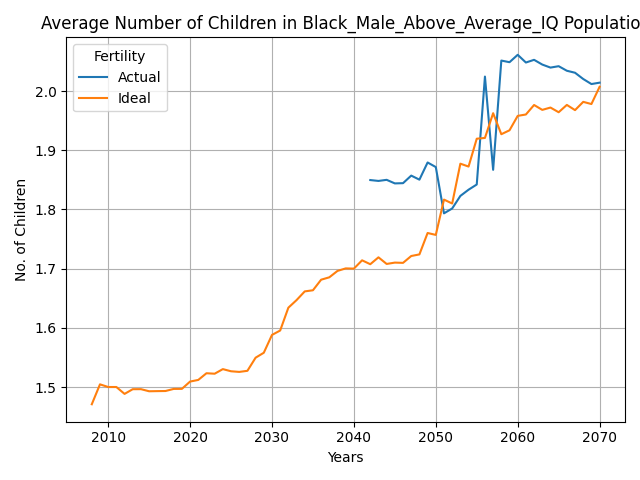 Average Number of Children in Black_Male_Above_Average_IQ Populatio
Fertility
Actual
Ideal
2.0
1.9
1.8
1.7
1.6
1.5
No. of Children
2010 2020 2030 2040 2050 2060 2070
Years